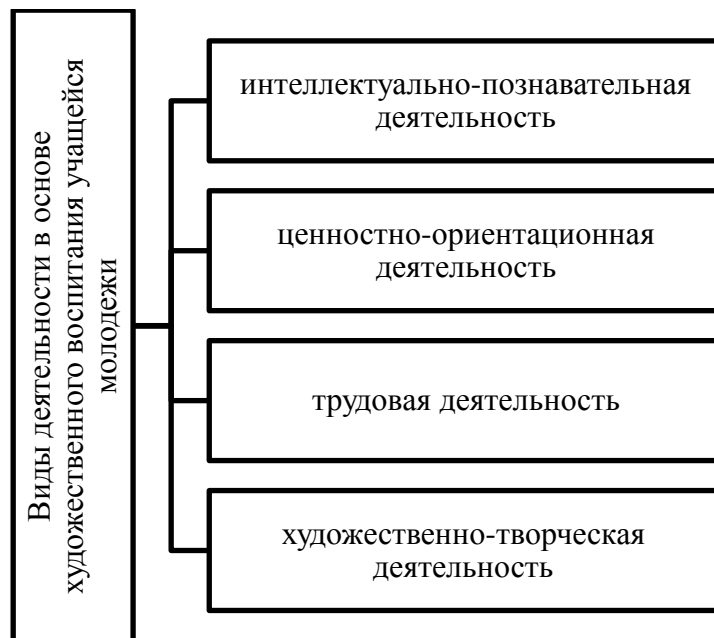 Виды деятельности в основе
художественного воспитания учащейся
молодежи
интеллектуально-познавательная
деятельность
ценностно-ориентационная
деятельность
трудовая деятельность
художественно-творческая
деятельность